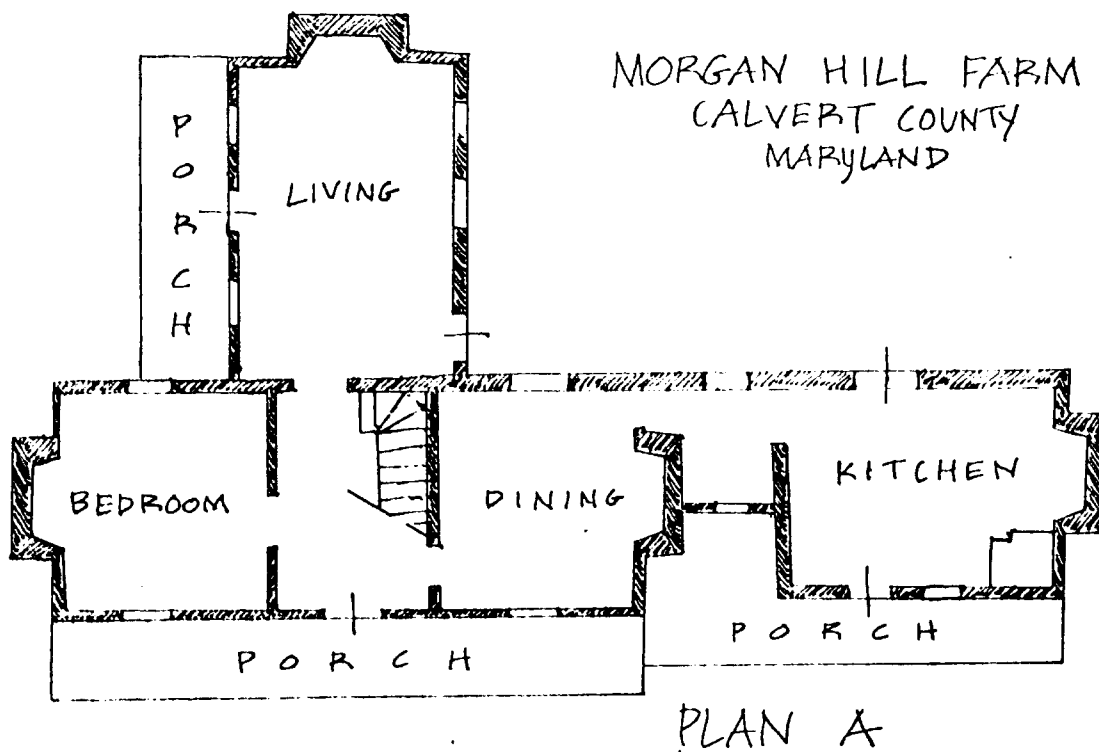 MORGAN HILL FARM
CALVERT COUNTY
MARYLAND
PORCH
LIVING
BEDROOM
DINING
KITCHEN
PORCH
PORCH
PLAN A